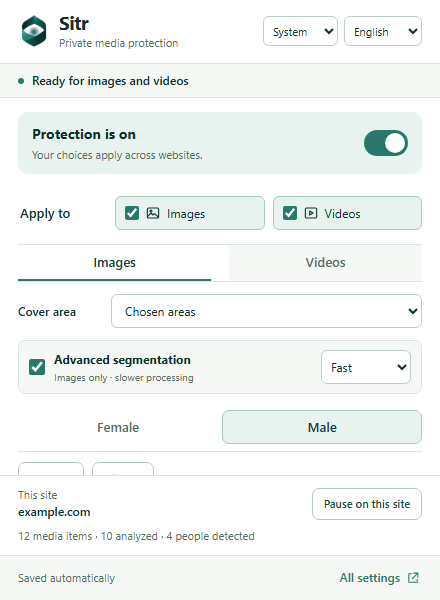 Sitr
Private media protection
System
English
Ready for images and videos
Protection is on
Your choices apply across websites.
Apply to
Images
Videos
Images
Videos
Cover area
Chosen areas
Advanced segmentation
Images only · slower processing
Fast
Female
Male
This site
example.com
Pause on this site
12 media items · 10 analyzed · 4 people detected
Saved automatically
All settings